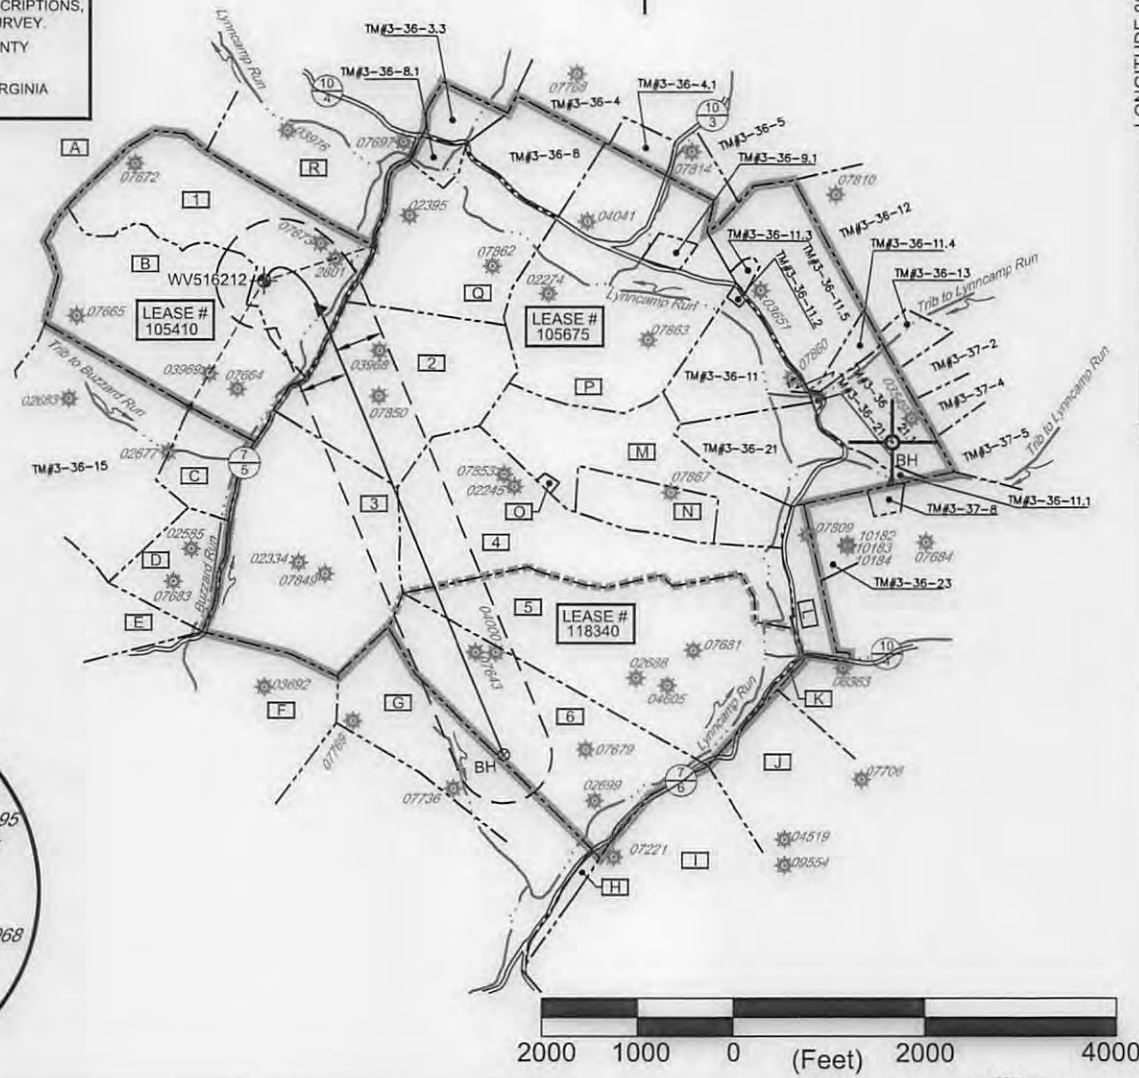 CRIPTIONS,
URVEY.
NTY
RGINIA
LONGITUDE
TM#3-36-3.3
TM#3-36-8.1
Lynncamp Run
10
4
07768
TM#3-36-4
TM#3-36-4.1
10
3
TM#3-36-5
A
07672
R
07697
TM#3-36-8
07814
TM#3-36-9.1
07810
1
02395
04041
TM#3-36-12
TM#3-36-11.3
TM#3-36-11.4
TM#3-36-13
TM#3-36-11.5
TM#3-36-11.2
Trib to Lynncamp Run
B
07873
2801
WV516212
07862
Q
02274
Lynncamp Run
03651
07665
LEASE #
105410
LEASE #
105675
07863
07860
TM#3-37-2
TM#3-37-4
Trib to Buzzard Run
03969
07664
03968
2
P
TM#3-36-11
Trib to Lynncamp Run
02683
07850
TM#3-37-5
02677
TM#3-36-15
7
5
C
M
TM#3-36-21
BH
07853
02245
O
07867
N
TM#3-36-11.1
TM#3-37-8
3
4
02585
02334
07849
07809
10182
10183
10184
07684
D
07683
TM#3-36-23
Buzzard Run
5
LEASE #
118340
L
E
04000
07643
07681
02688
04605
10
06383
03692
F
G
6
K
Lynncamp Run
07769
BH
07679
J
7
6
07706
07736
02699
04519
09554
07221
I
H
95
968
2000 1000 0 (Feet) 2000 4000